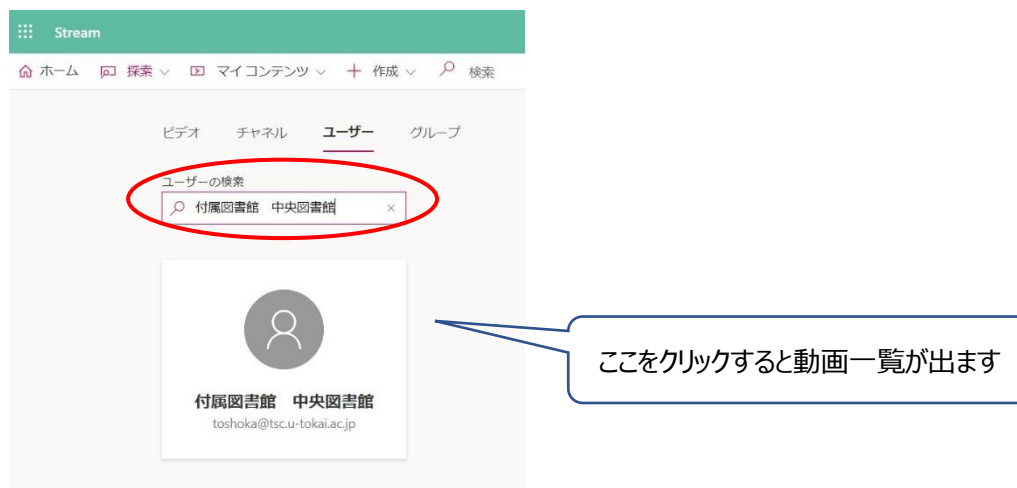 Stream
ホーム 探索 マイ コンテンツ 作成 検索
ビデオ チャネル ユーザー グループ
ユーザーの検索
付属図書館 中央図書館
付属図書館 中央図書館
toshoka@tsc.u-tokai.ac.jp
ここをクリックすると動画一覧が出ます